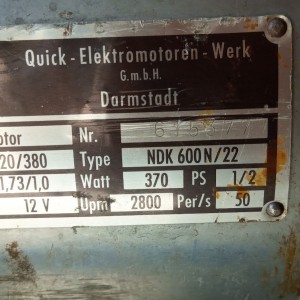 Quick - Elektromotoren - Werk
G.m.b.H.
Darmstadt
otor Nr.
20/380 Type NDK 600 N/22
1,73/1,0 Watt 370 PS 1/2
12 V Upm 2800 Per/s 50